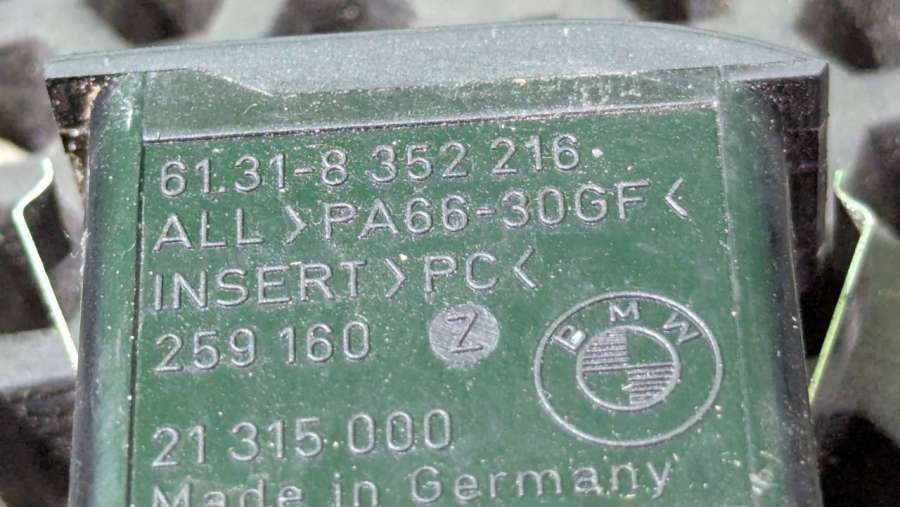 61.31-8 352 216
ALL >PA66-30GF<
INSERT >PC<
259 160 Z
BMW
21 315 000
Made in Germany